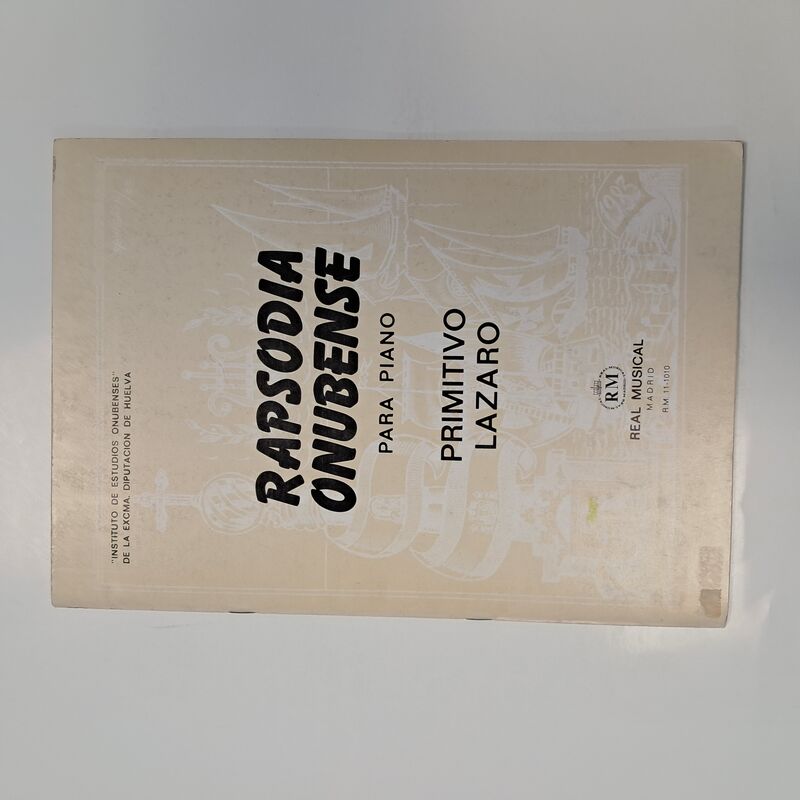 "INSTITUTO DE ESTUDIOS ONUBENSES"
DE LA EXCMA. DIPUTACION DE HUELVA
RAPSODIA
ONUBENSE
PARA PIANO
PRIMITIVO
LAZARO
1983
RM
REAL MUSICAL
MADRID
R.M. 11-1010